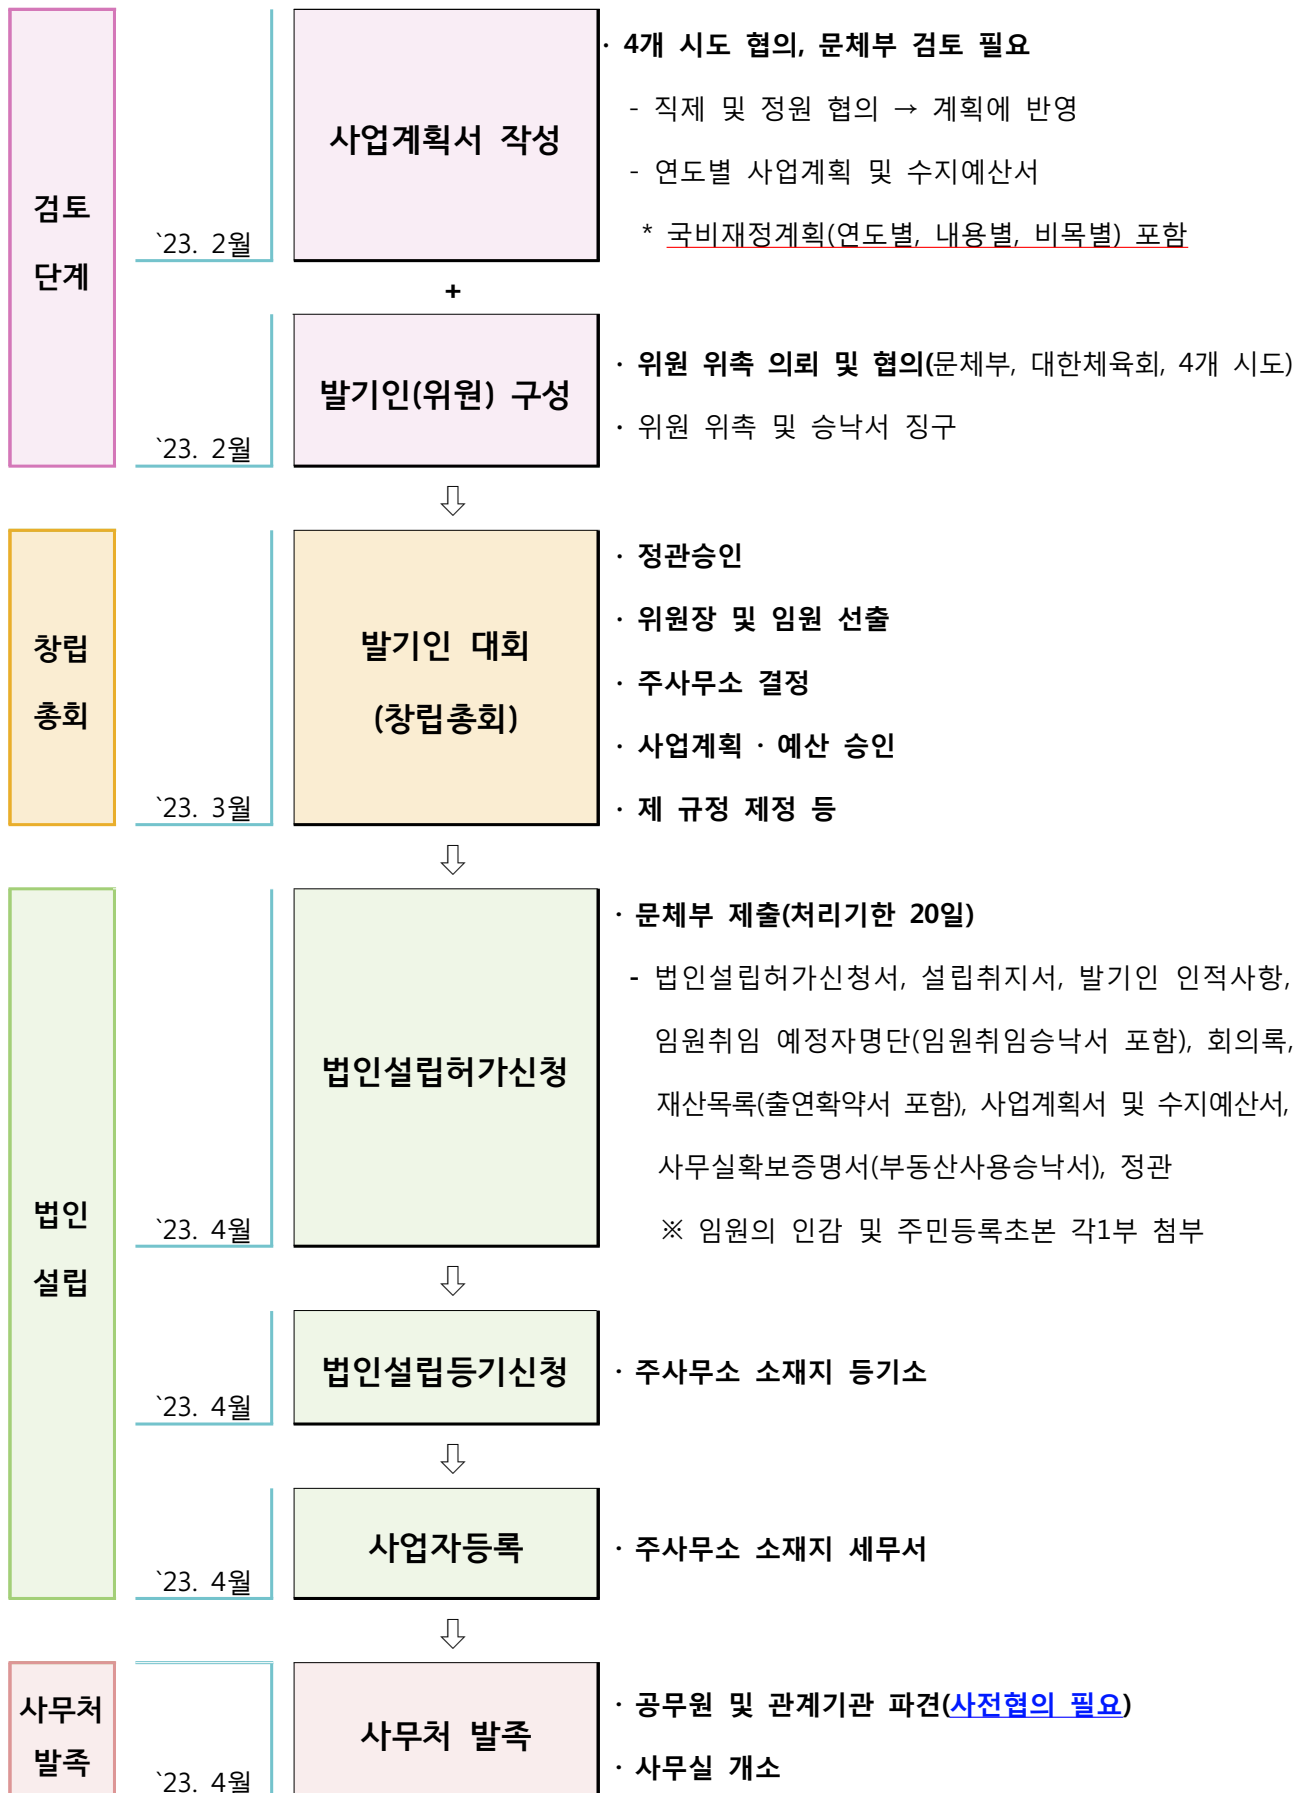 검토
단계
사업계획서 작성
`23. 2월
· 4개 시도 협의, 문체부 검토 필요
- 직제 및 정원 협의 → 계획에 반영
- 연도별 사업계획 및 수지예산서
* 국비재정계획(연도별, 내용별, 비목별) 포함
+
발기인(위원) 구성
`23. 2월
· 위원 위촉 의뢰 및 협의(문체부, 대한체육회, 4개 시도)
· 위원 위촉 및 승낙서 징구
⇩
창립
총회
발기인 대회
(창립총회)
`23. 3월
· 정관승인
· 위원장 및 임원 선출
· 주사무소 결정
· 사업계획 · 예산 승인
· 제 규정 제정 등
⇩
법인
설립
법인설립허가신청
`23. 4월
· 문체부 제출(처리기한 20일)
- 법인설립허가신청서, 설립취지서, 발기인 인적사항,
임원취임 예정자명단(임원취임승낙서 포함), 회의록,
재산목록(출연확약서 포함), 사업계획서 및 수지예산서,
사무실확보증명서(부동산사용승낙서), 정관
※ 임원의 인감 및 주민등록초본 각1부 첨부
⇩
법인설립등기신청
`23. 4월
· 주사무소 소재지 등기소
⇩
사업자등록
`23. 4월
· 주사무소 소재지 세무서
⇩
사무처
발족
사무처 발족
`23. 4월
· 공무원 및 관계기관 파견(사전협의 필요)
· 사무실 개소